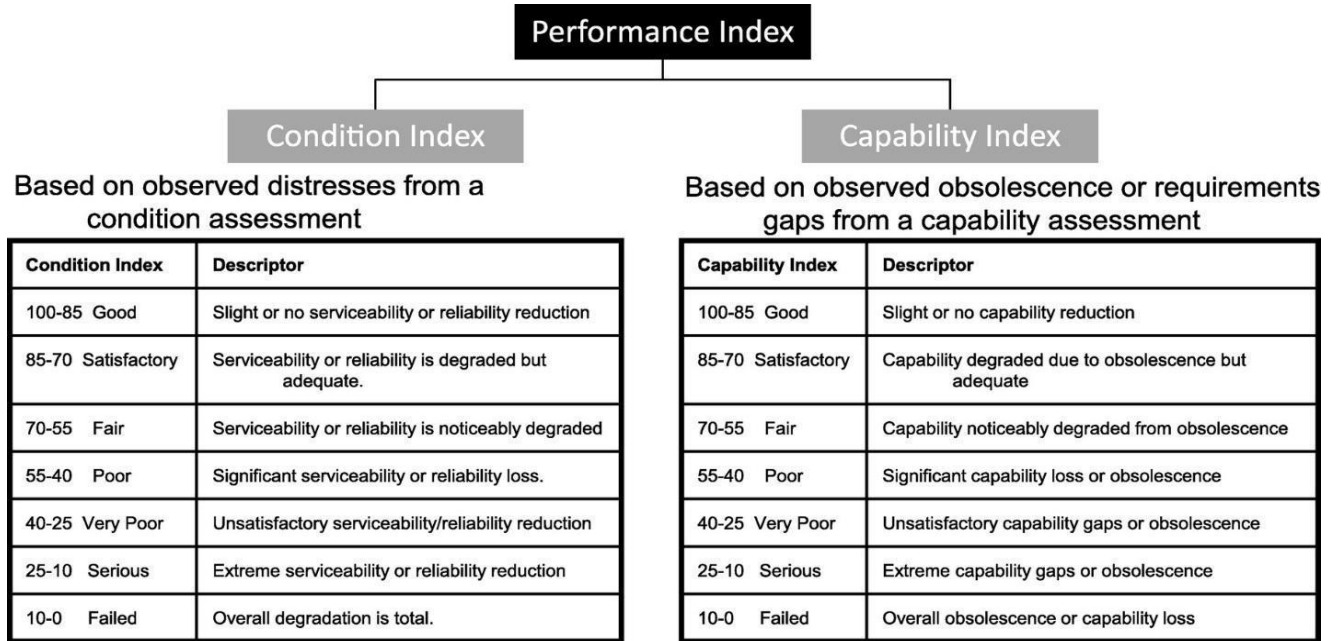 Performance Index
Condition Index
Based on observed distresses from a
condition assessment
Condition Index Descriptor
100-85 Good Slight or no serviceability or reliability reduction
85-70 Satisfactory Serviceability or reliability is degraded but
adequate.
70-55 Fair Serviceability or reliability is noticeably degraded
55-40 Poor Significant serviceability or reliability loss.
40-25 Very Poor Unsatisfactory serviceability/reliability reduction
25-10 Serious Extreme serviceability or reliability reduction
10-0 Failed Overall degradation is total.
Capability Index
Based on observed obsolescence or requirements
gaps from a capability assessment
Capability Index Descriptor
100-85 Good Slight or no capability reduction
85-70 Satisfactory Capability degraded due to obsolescence but
adequate
70-55 Fair Capability noticeably degraded from obsolescence
55-40 Poor Significant capability loss or obsolescence
40-25 Very Poor Unsatisfactory capability gaps or obsolescence
25-10 Serious Extreme capability gaps or obsolescence
10-0 Failed Overall obsolescence or capability loss